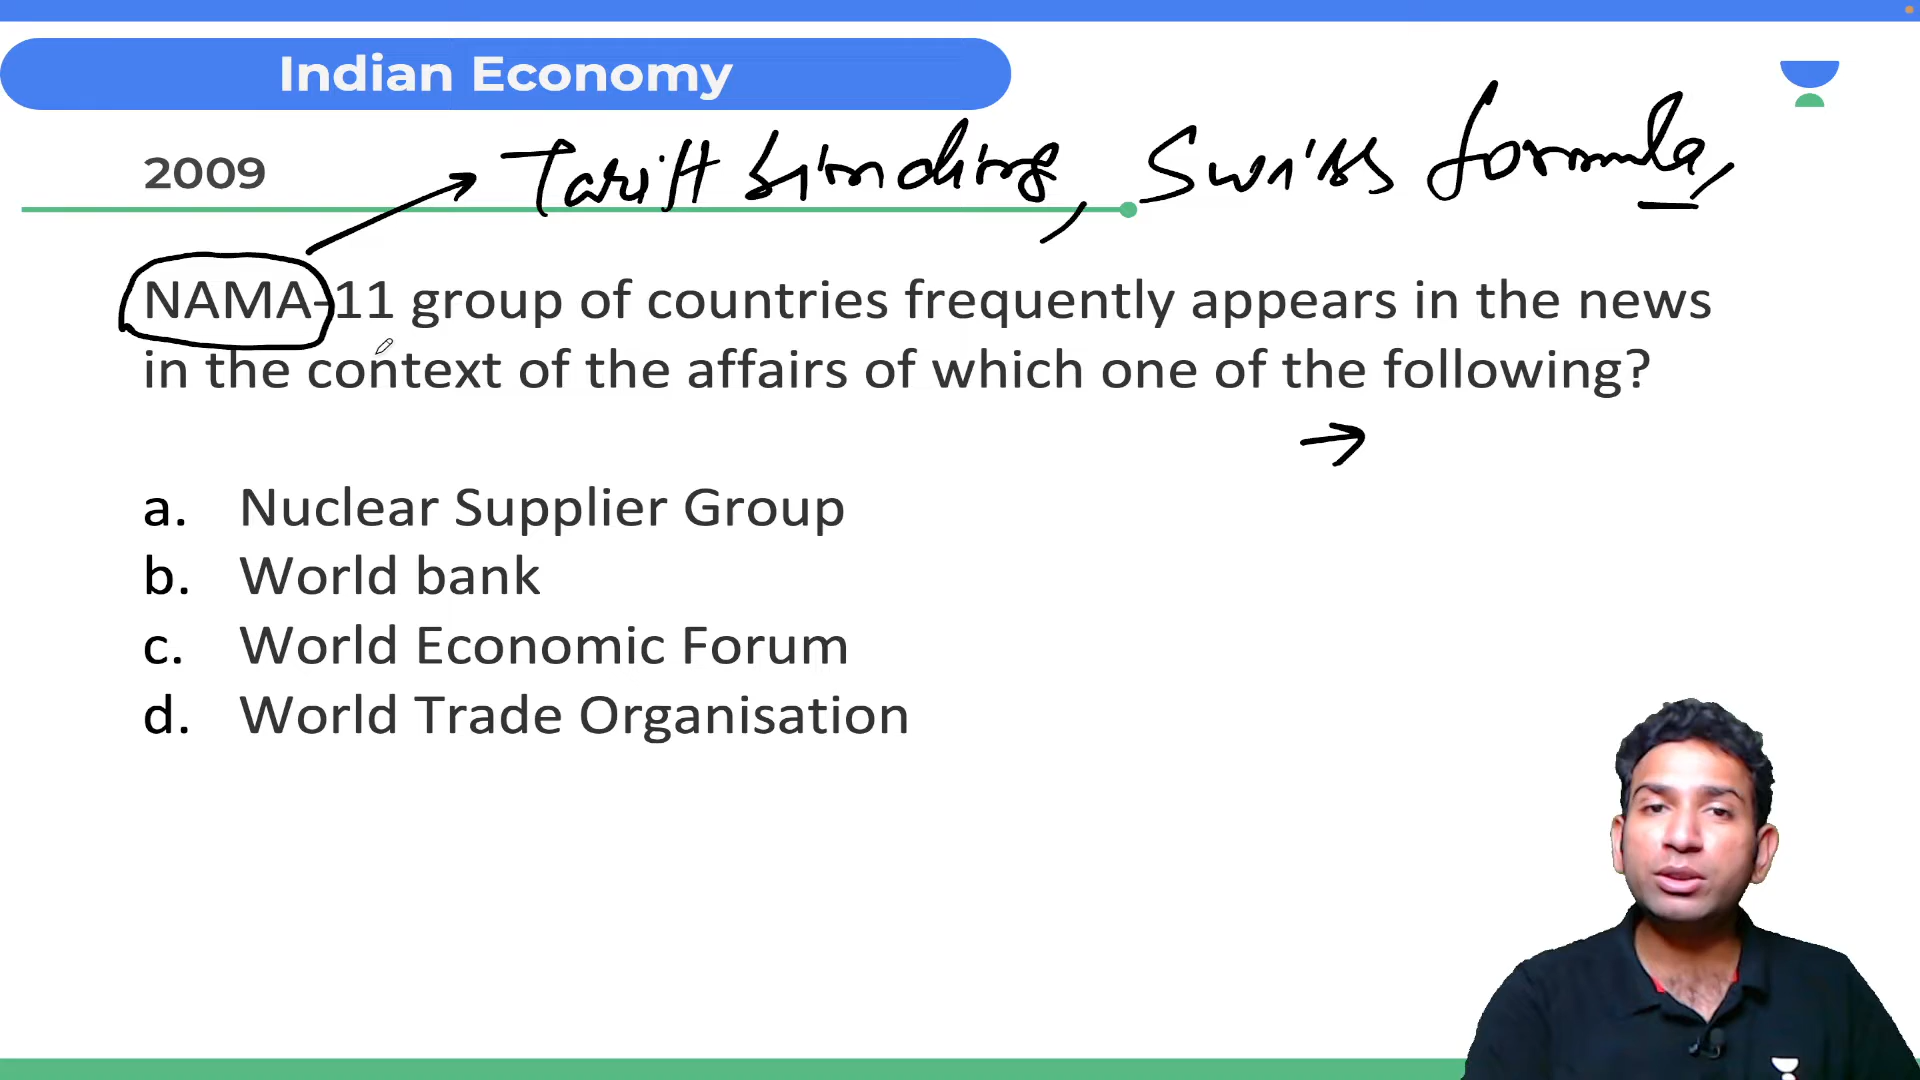 Indian Economy
2009
Tariff binding, Swiss formula,
NAMA-11 group of countries frequently appears in the news
in the context of the affairs of which one of the following?
a. Nuclear Supplier Group
b. World bank
c. World Economic Forum
d. World Trade Organisation